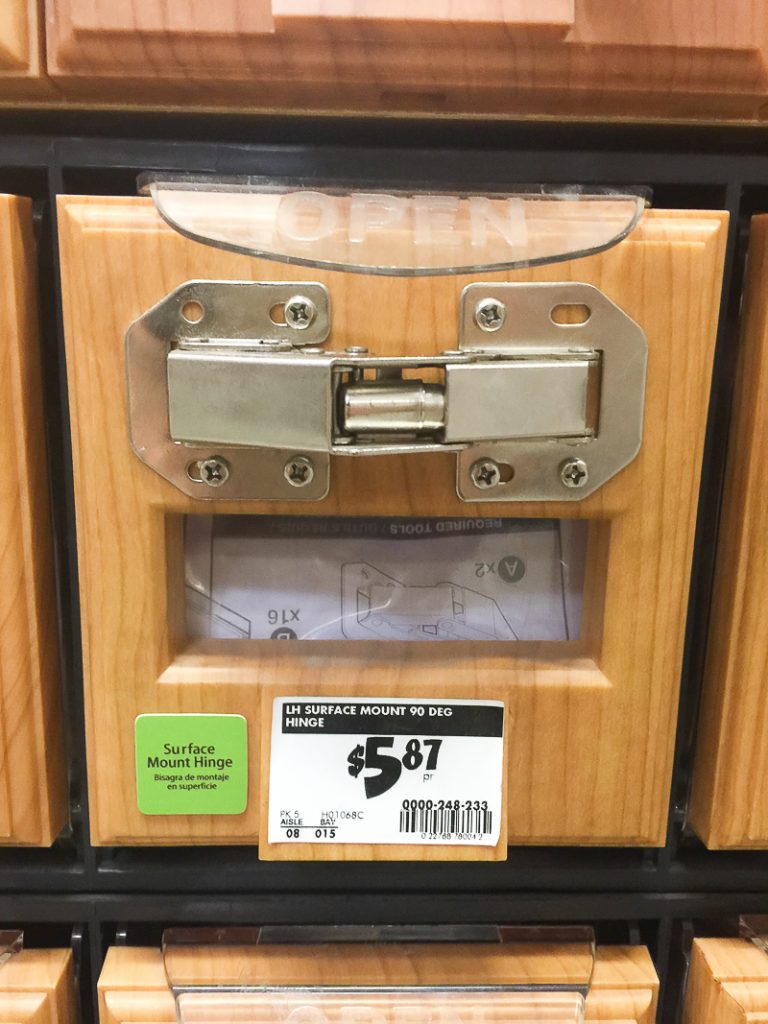 OPEN
REQUIRED TOOLS
A x2
x16
Surface
Mount Hinge
Bisagra de montaje
en superficie
LH SURFACE MOUNT 90 DEG
HINGE
$5 87
pr
0000-248-233
PK 5 H01068C
AISLE BAY
08 015
OPEN